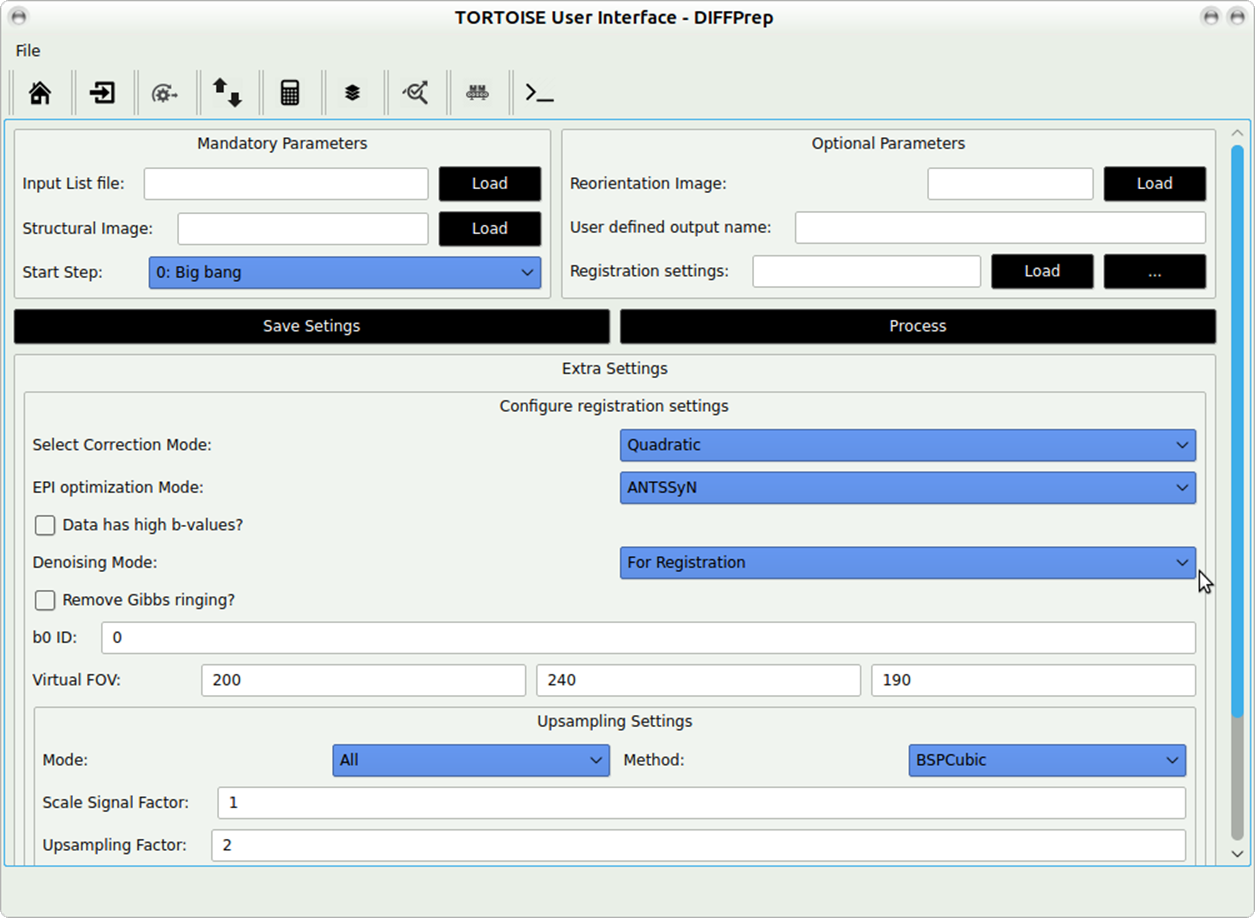 TORTOISE User Interface - DIFFPrep
File
Mandatory Parameters
Input List file: Load
Structural Image: Load
Start Step: 0: Big bang
Optional Parameters
Reorientation Image: Load
User defined output name:
Registration settings: Load ...
Save Setings Process
Extra Settings
Configure registration settings
Select Correction Mode: Quadratic
EPI optimization Mode: ANTSSyN
Data has high b-values?
Denoising Mode: For Registration
Remove Gibbs ringing?
b0 ID: 0
Virtual FOV: 200 240 190
Upsampling Settings
Mode: All Method: BSPCubic
Scale Signal Factor: 1
Upsampling Factor: 2